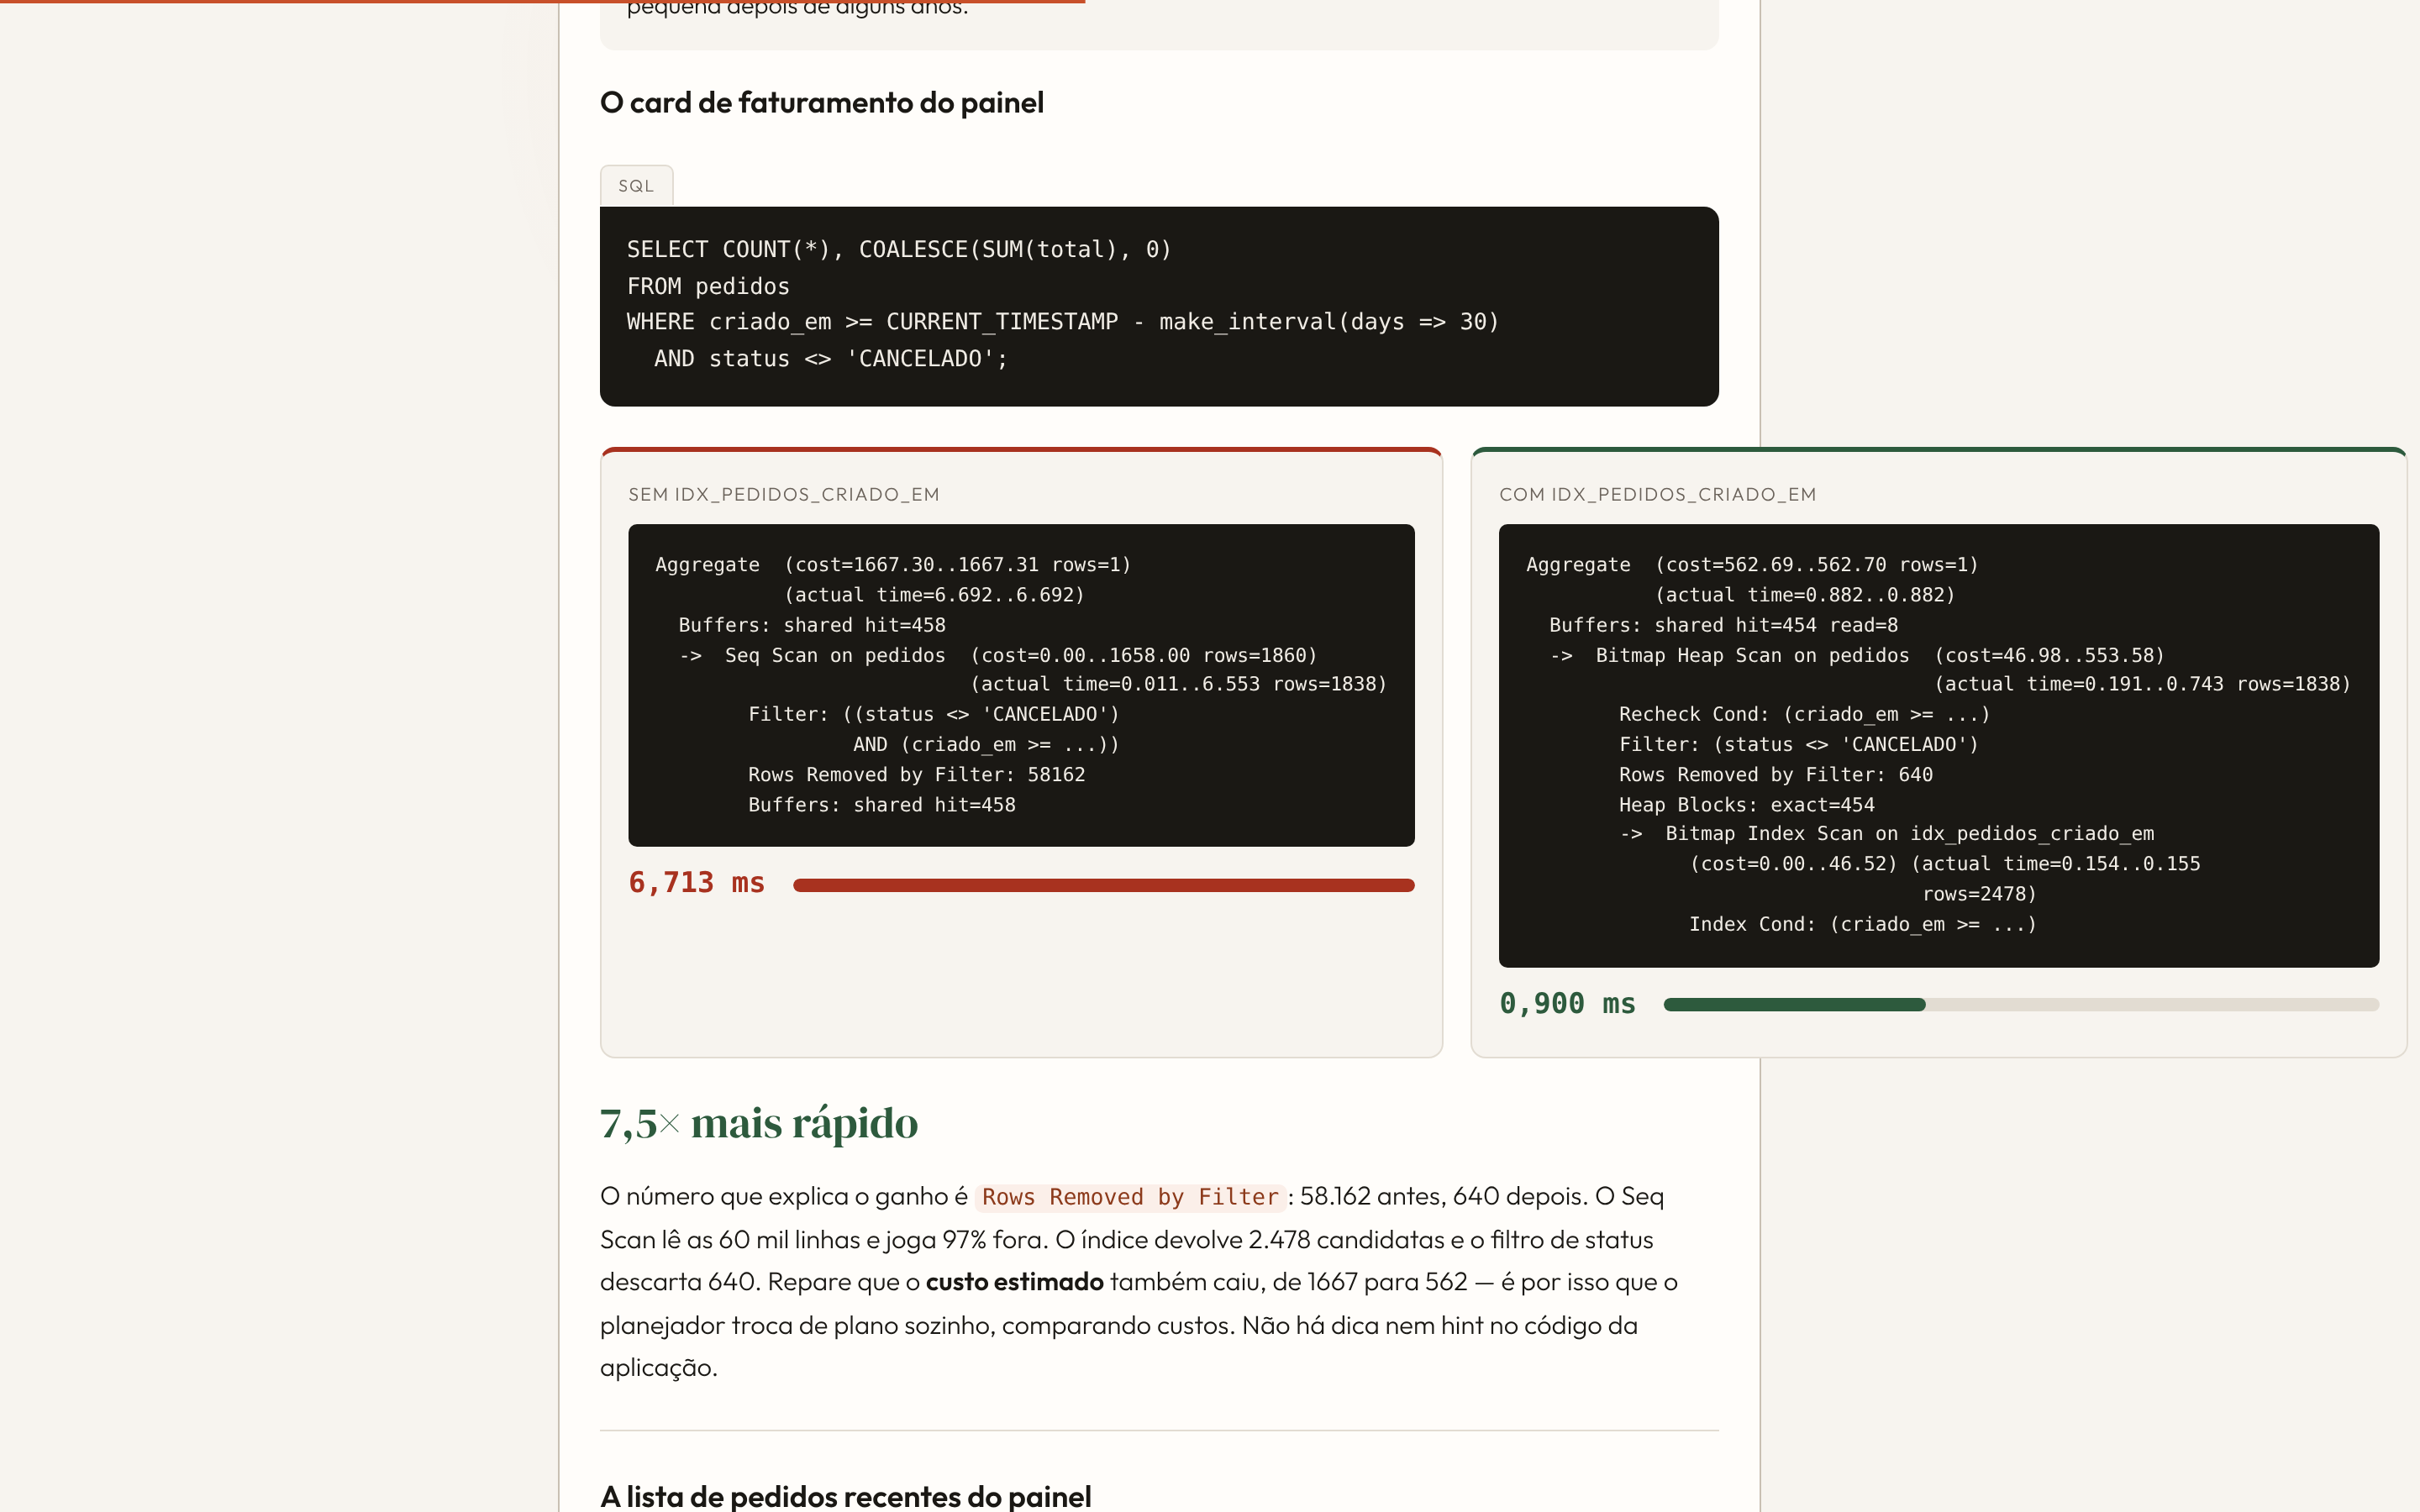 pequena depois de alguns anos.
O card de faturamento do painel
SQL
SELECT COUNT(*), COALESCE(SUM(total), 0)
FROM pedidos
WHERE criado_em >= CURRENT_TIMESTAMP - make_interval(days => 30)
  AND status <> 'CANCELADO';
SEM IDX_PEDIDOS_CRIADO_EM
Aggregate  (cost=1667.30..1667.31 rows=1)
           (actual time=6.692..6.692)
  Buffers: shared hit=458
  ->  Seq Scan on pedidos  (cost=0.00..1658.00 rows=1860)
                           (actual time=0.011..6.553 rows=1838)
        Filter: ((status <> 'CANCELADO')
                 AND (criado_em >= ...))
        Rows Removed by Filter: 58162
        Buffers: shared hit=458
6,713 ms
COM IDX_PEDIDOS_CRIADO_EM
Aggregate  (cost=562.69..562.70 rows=1)
           (actual time=0.882..0.882)
  Buffers: shared hit=454 read=8
  ->  Bitmap Heap Scan on pedidos  (cost=46.98..553.58)
                                   (actual time=0.191..0.743 rows=1838)
        Recheck Cond: (criado_em >= ...)
        Filter: (status <> 'CANCELADO')
        Rows Removed by Filter: 640
        Heap Blocks: exact=454
        ->  Bitmap Index Scan on idx_pedidos_criado_em
              (cost=0.00..46.52) (actual time=0.154..0.155
                                  rows=2478)
              Index Cond: (criado_em >= ...)
0,900 ms
7,5× mais rápido
O número que explica o ganho é Rows Removed by Filter: 58.162 antes, 640 depois. O Seq
Scan lê as 60 mil linhas e joga 97% fora. O índice devolve 2.478 candidatas e o filtro de status
descarta 640. Repare que o custo estimado também caiu, de 1667 para 562 — é por isso que o
planejador troca de plano sozinho, comparando custos. Não há dica nem hint no código da
aplicação.
A lista de pedidos recentes do painel